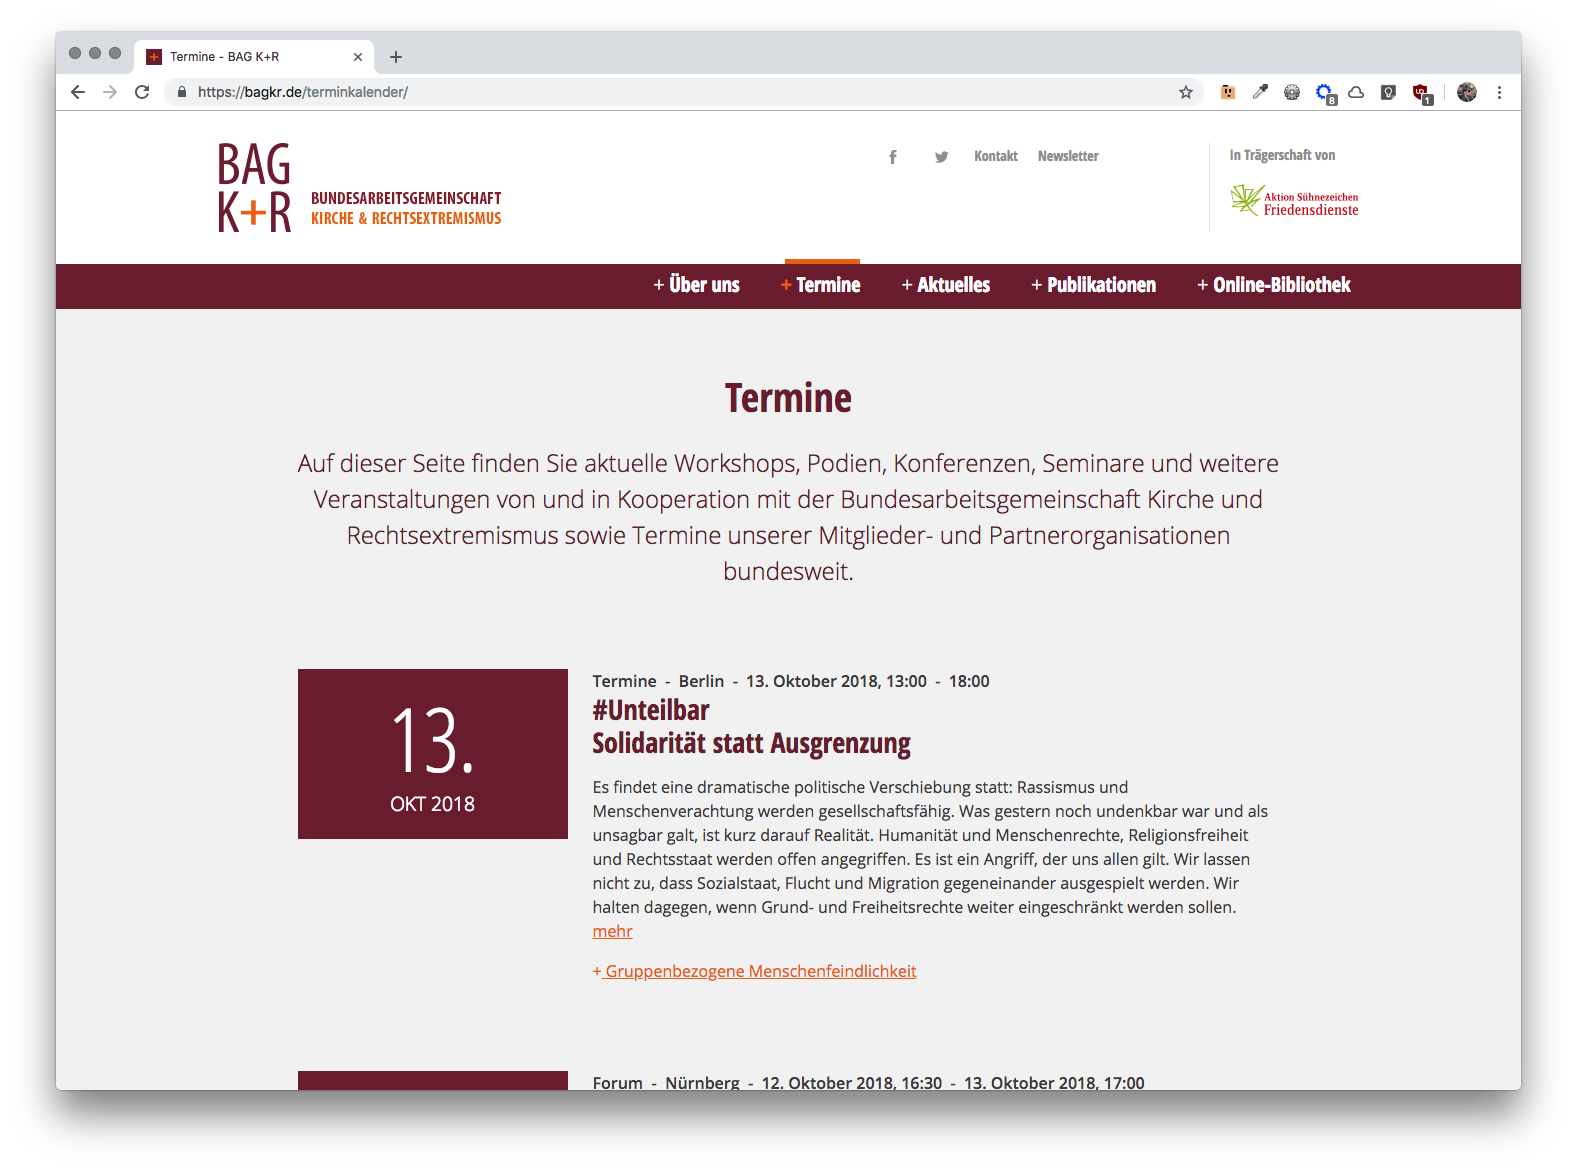 Termine - BAG K+R
https://bagkr.de/terminkalender/
8
1
BAG
K+R
BUNDESARBEITSGEMEINSCHAFT
KIRCHE & RECHTSEXTREMISMUS
Kontakt Newsletter
In Trägerschaft von
Aktion Sühnezeichen
Friedensdienste
+ Über uns + Termine + Aktuelles + Publikationen + Online-Bibliothek
Termine
Auf dieser Seite finden Sie aktuelle Workshops, Podien, Konferenzen, Seminare und weitere
Veranstaltungen von und in Kooperation mit der Bundesarbeitsgemeinschaft Kirche und
Rechtsextremismus sowie Termine unserer Mitglieder- und Partnerorganisationen
bundesweit.
13.
OKT 2018
Termine - Berlin - 13. Oktober 2018, 13:00 - 18:00
#Unteilbar
Solidarität statt Ausgrenzung
Es findet eine dramatische politische Verschiebung statt: Rassismus und
Menschenverachtung werden gesellschaftsfähig. Was gestern noch undenkbar war und als
unsagbar galt, ist kurz darauf Realität. Humanität und Menschenrechte, Religionsfreiheit
und Rechtsstaat werden offen angegriffen. Es ist ein Angriff, der uns allen gilt. Wir lassen
nicht zu, dass Sozialstaat, Flucht und Migration gegeneinander ausgespielt werden. Wir
halten dagegen, wenn Grund- und Freiheitsrechte weiter eingeschränkt werden sollen.
mehr
+ Gruppenbezogene Menschenfeindlichkeit
Forum - Nürnberg - 12. Oktober 2018, 16:30 - 13. Oktober 2018, 17:00